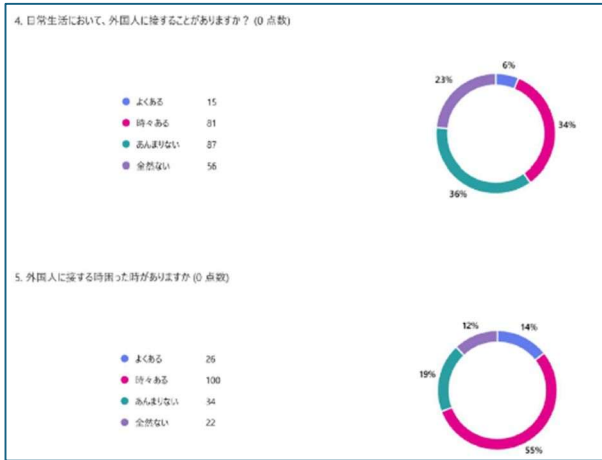 4. 日常生活において、外国人に接することがありますか? (0 点数)
よくある 15
時々ある 81
あんまりない 87
全然ない 56
6%
34%
36%
23%
5. 外国人に接する時困った時がありますか (0 点数)
よくある 26
時々ある 100
あんまりない 34
全然ない 22
14%
55%
19%
12%